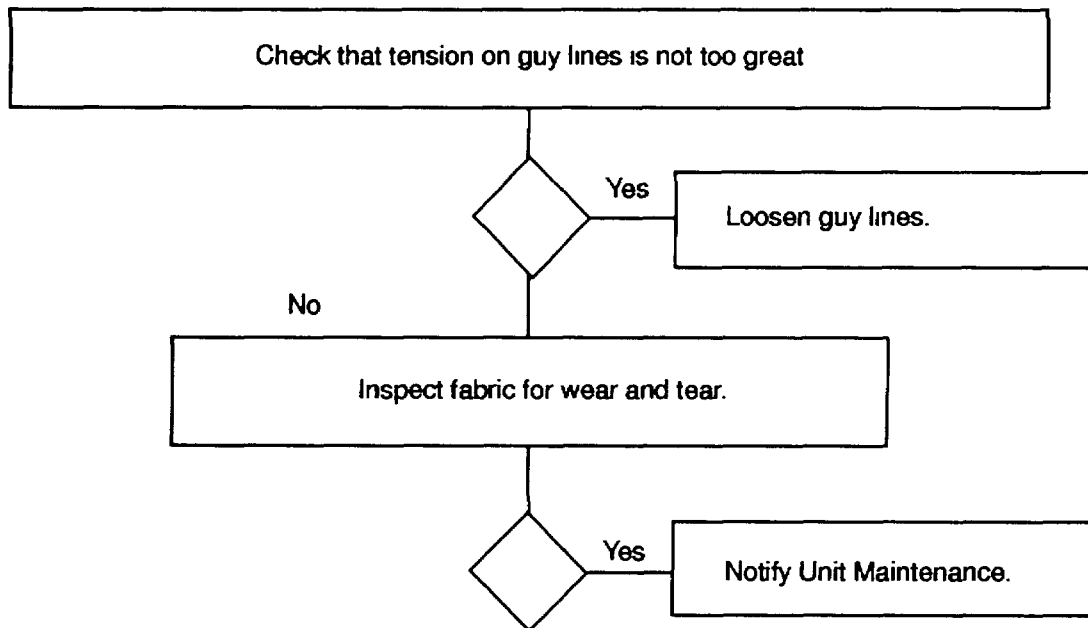 Check that tension on guy lines is not too great
Yes
Loosen guy lines.
No
Inspect fabric for wear and tear.
Yes
Notify Unit Maintenance.